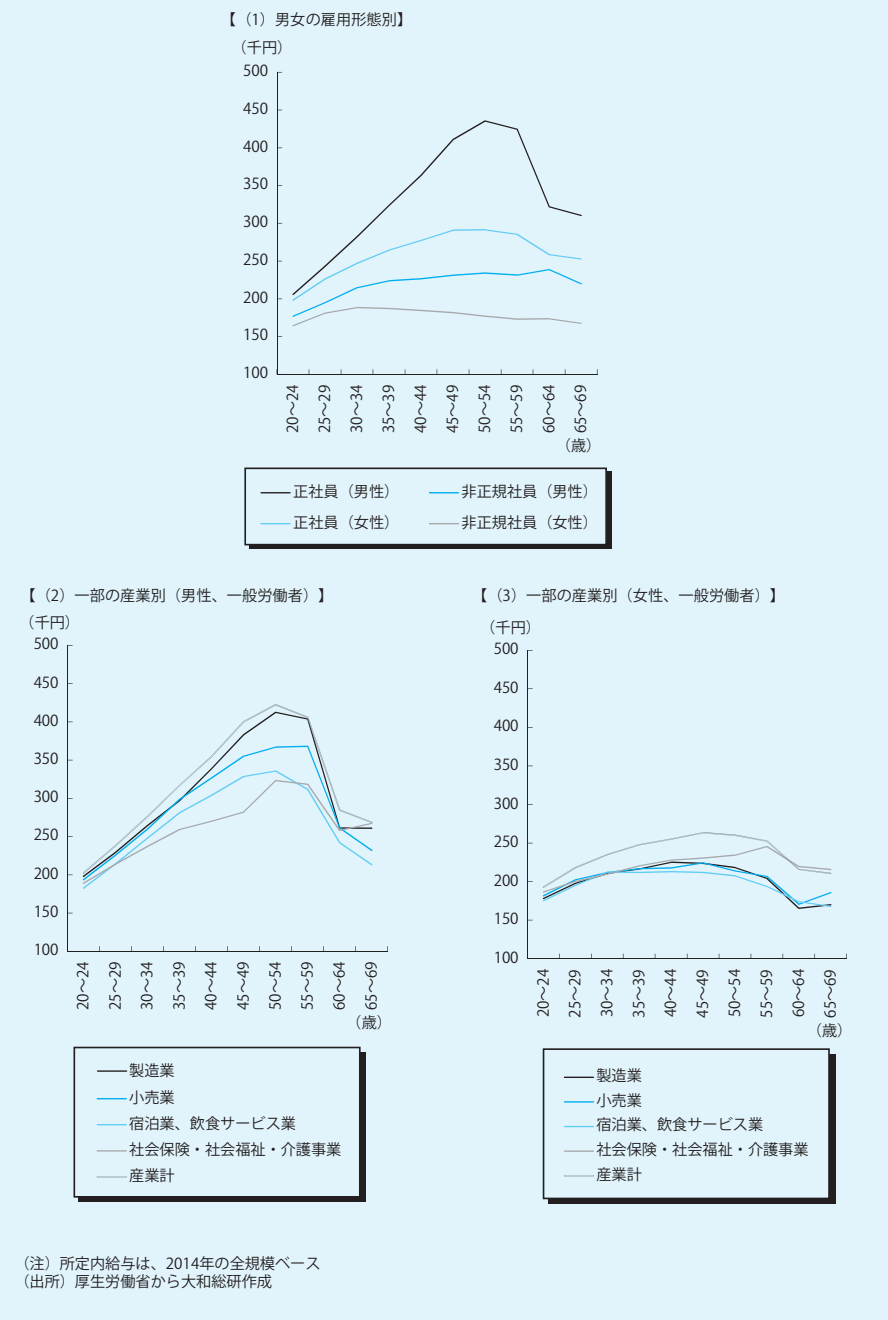 【（1）男女の雇用形態別】
（千円）
500
450
400
350
300
250
200
150
100
20～24
25～29
30～34
35～39
40～44
45～49
50～54
55～59
60～64
65～69
（歳）
正社員（男性）
非正規社員（男性）
正社員（女性）
非正規社員（女性）
【（2）一部の産業別（男性、一般労働者）】
（千円）
500
450
400
350
300
250
200
150
100
20～24
25～29
30～34
35～39
40～44
45～49
50～54
55～59
60～64
65～69
（歳）
製造業
小売業
宿泊業、飲食サービス業
社会保険・社会福祉・介護事業
産業計
【（3）一部の産業別（女性、一般労働者）】
（千円）
500
450
400
350
300
250
200
150
100
20～24
25～29
30～34
35～39
40～44
45～49
50～54
55～59
60～64
65～69
（歳）
製造業
小売業
宿泊業、飲食サービス業
社会保険・社会福祉・介護事業
産業計
（注）所定内給与は、2014年の全規模ベース
（出所）厚生労働省から大和総研作成